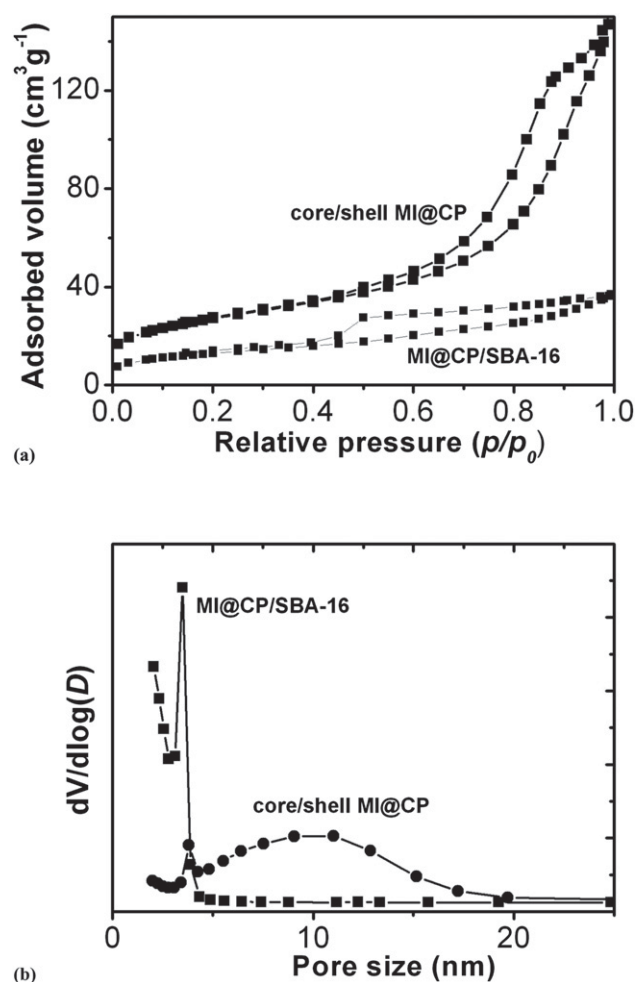 Adsorbed volume (cm³g⁻¹)
120
80
40
0
core/shell MI@CP
MI@CP/SBA-16
0.0 0.2 0.4 0.6 0.8 1.0
Relative pressure (p/p₀)
(a)
dV/dlog(D)
MI@CP/SBA-16
core/shell MI@CP
0 10 20
Pore size (nm)
(b)